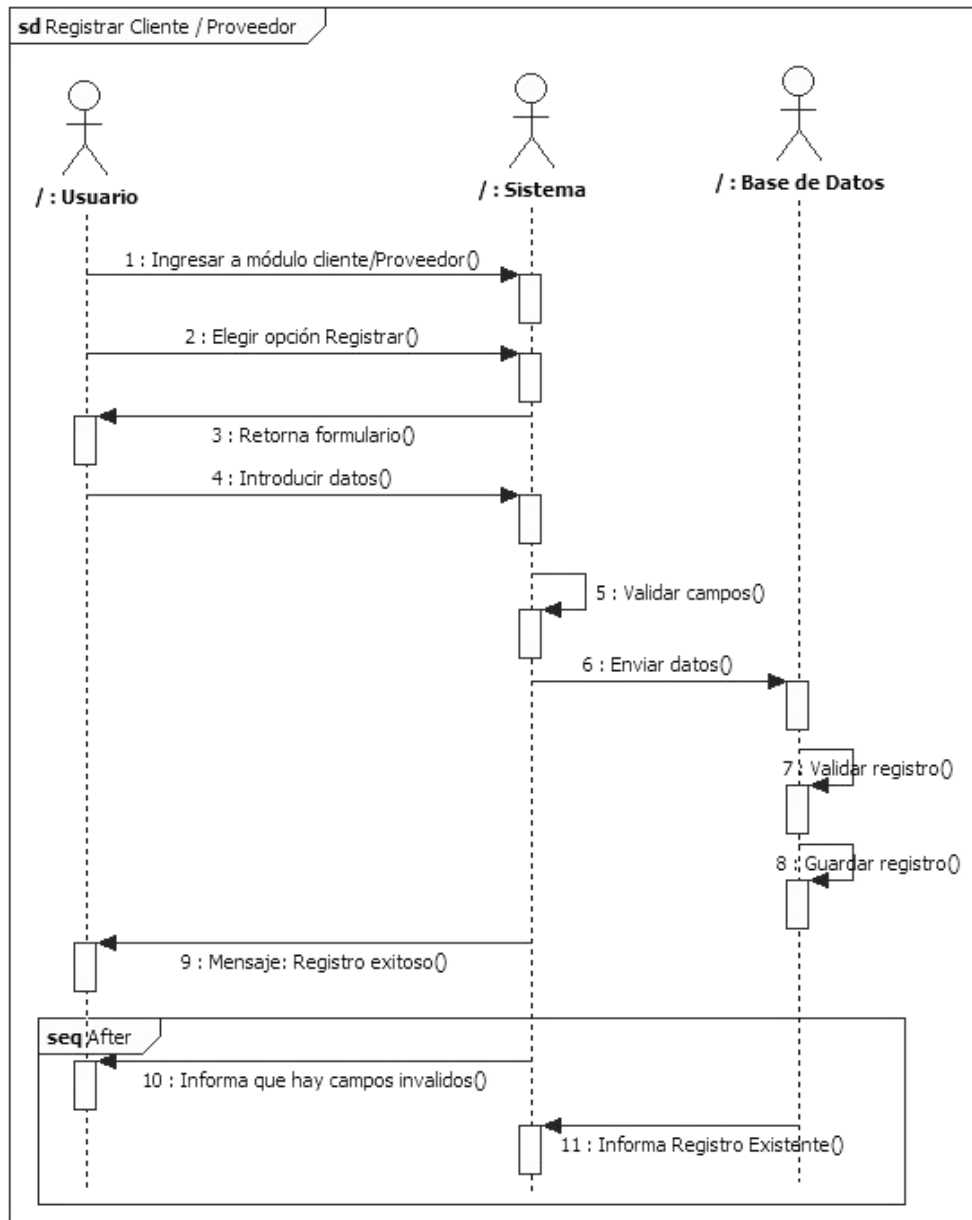 sd Registrar Cliente / Proveedor
/ : Usuario
/ : Sistema
/ : Base de Datos
1 : Ingresar a módulo cliente/Proveedor()
2 : Elegir opción Registrar()
3 : Retorna formulario()
4 : Introducir datos()
5 : Validar campos()
6 : Enviar datos()
7 : Validar registro()
8 : Guardar registro()
9 : Mensaje: Registro exitoso()
seq After
10 : Informa que hay campos invalidos()
11 : Informa Registro Existente()